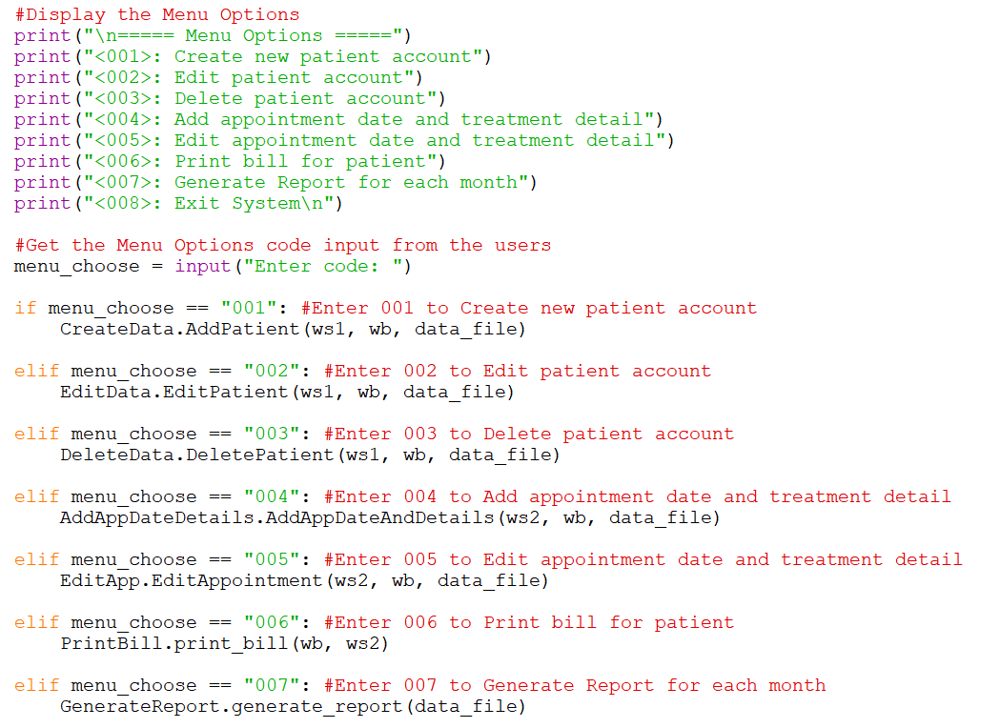 #Display the Menu Options
print("\n===== Menu Options =====")
print("<001>: Create new patient account")
print("<002>: Edit patient account")
print("<003>: Delete patient account")
print("<004>: Add appointment date and treatment detail")
print("<005>: Edit appointment date and treatment detail")
print("<006>: Print bill for patient")
print("<007>: Generate Report for each month")
print("<008>: Exit System\n")

#Get the Menu Options code input from the users
menu_choose = input("Enter code: ")

if menu_choose == "001": #Enter 001 to Create new patient account
    CreateData.AddPatient(ws1, wb, data_file)

elif menu_choose == "002": #Enter 002 to Edit patient account
    EditData.EditPatient(ws1, wb, data_file)

elif menu_choose == "003": #Enter 003 to Delete patient account
    DeleteData.DeletePatient(ws1, wb, data_file)

elif menu_choose == "004": #Enter 004 to Add appointment date and treatment detail
    AddAppDateDetails.AddAppDateAndDetails(ws2, wb, data_file)

elif menu_choose == "005": #Enter 005 to Edit appointment date and treatment detail
    EditApp.EditAppointment(ws2, wb, data_file)

elif menu_choose == "006": #Enter 006 to Print bill for patient
    PrintBill.print_bill(wb, ws2)

elif menu_choose == "007": #Enter 007 to Generate Report for each month
    GenerateReport.generate_report(data_file)